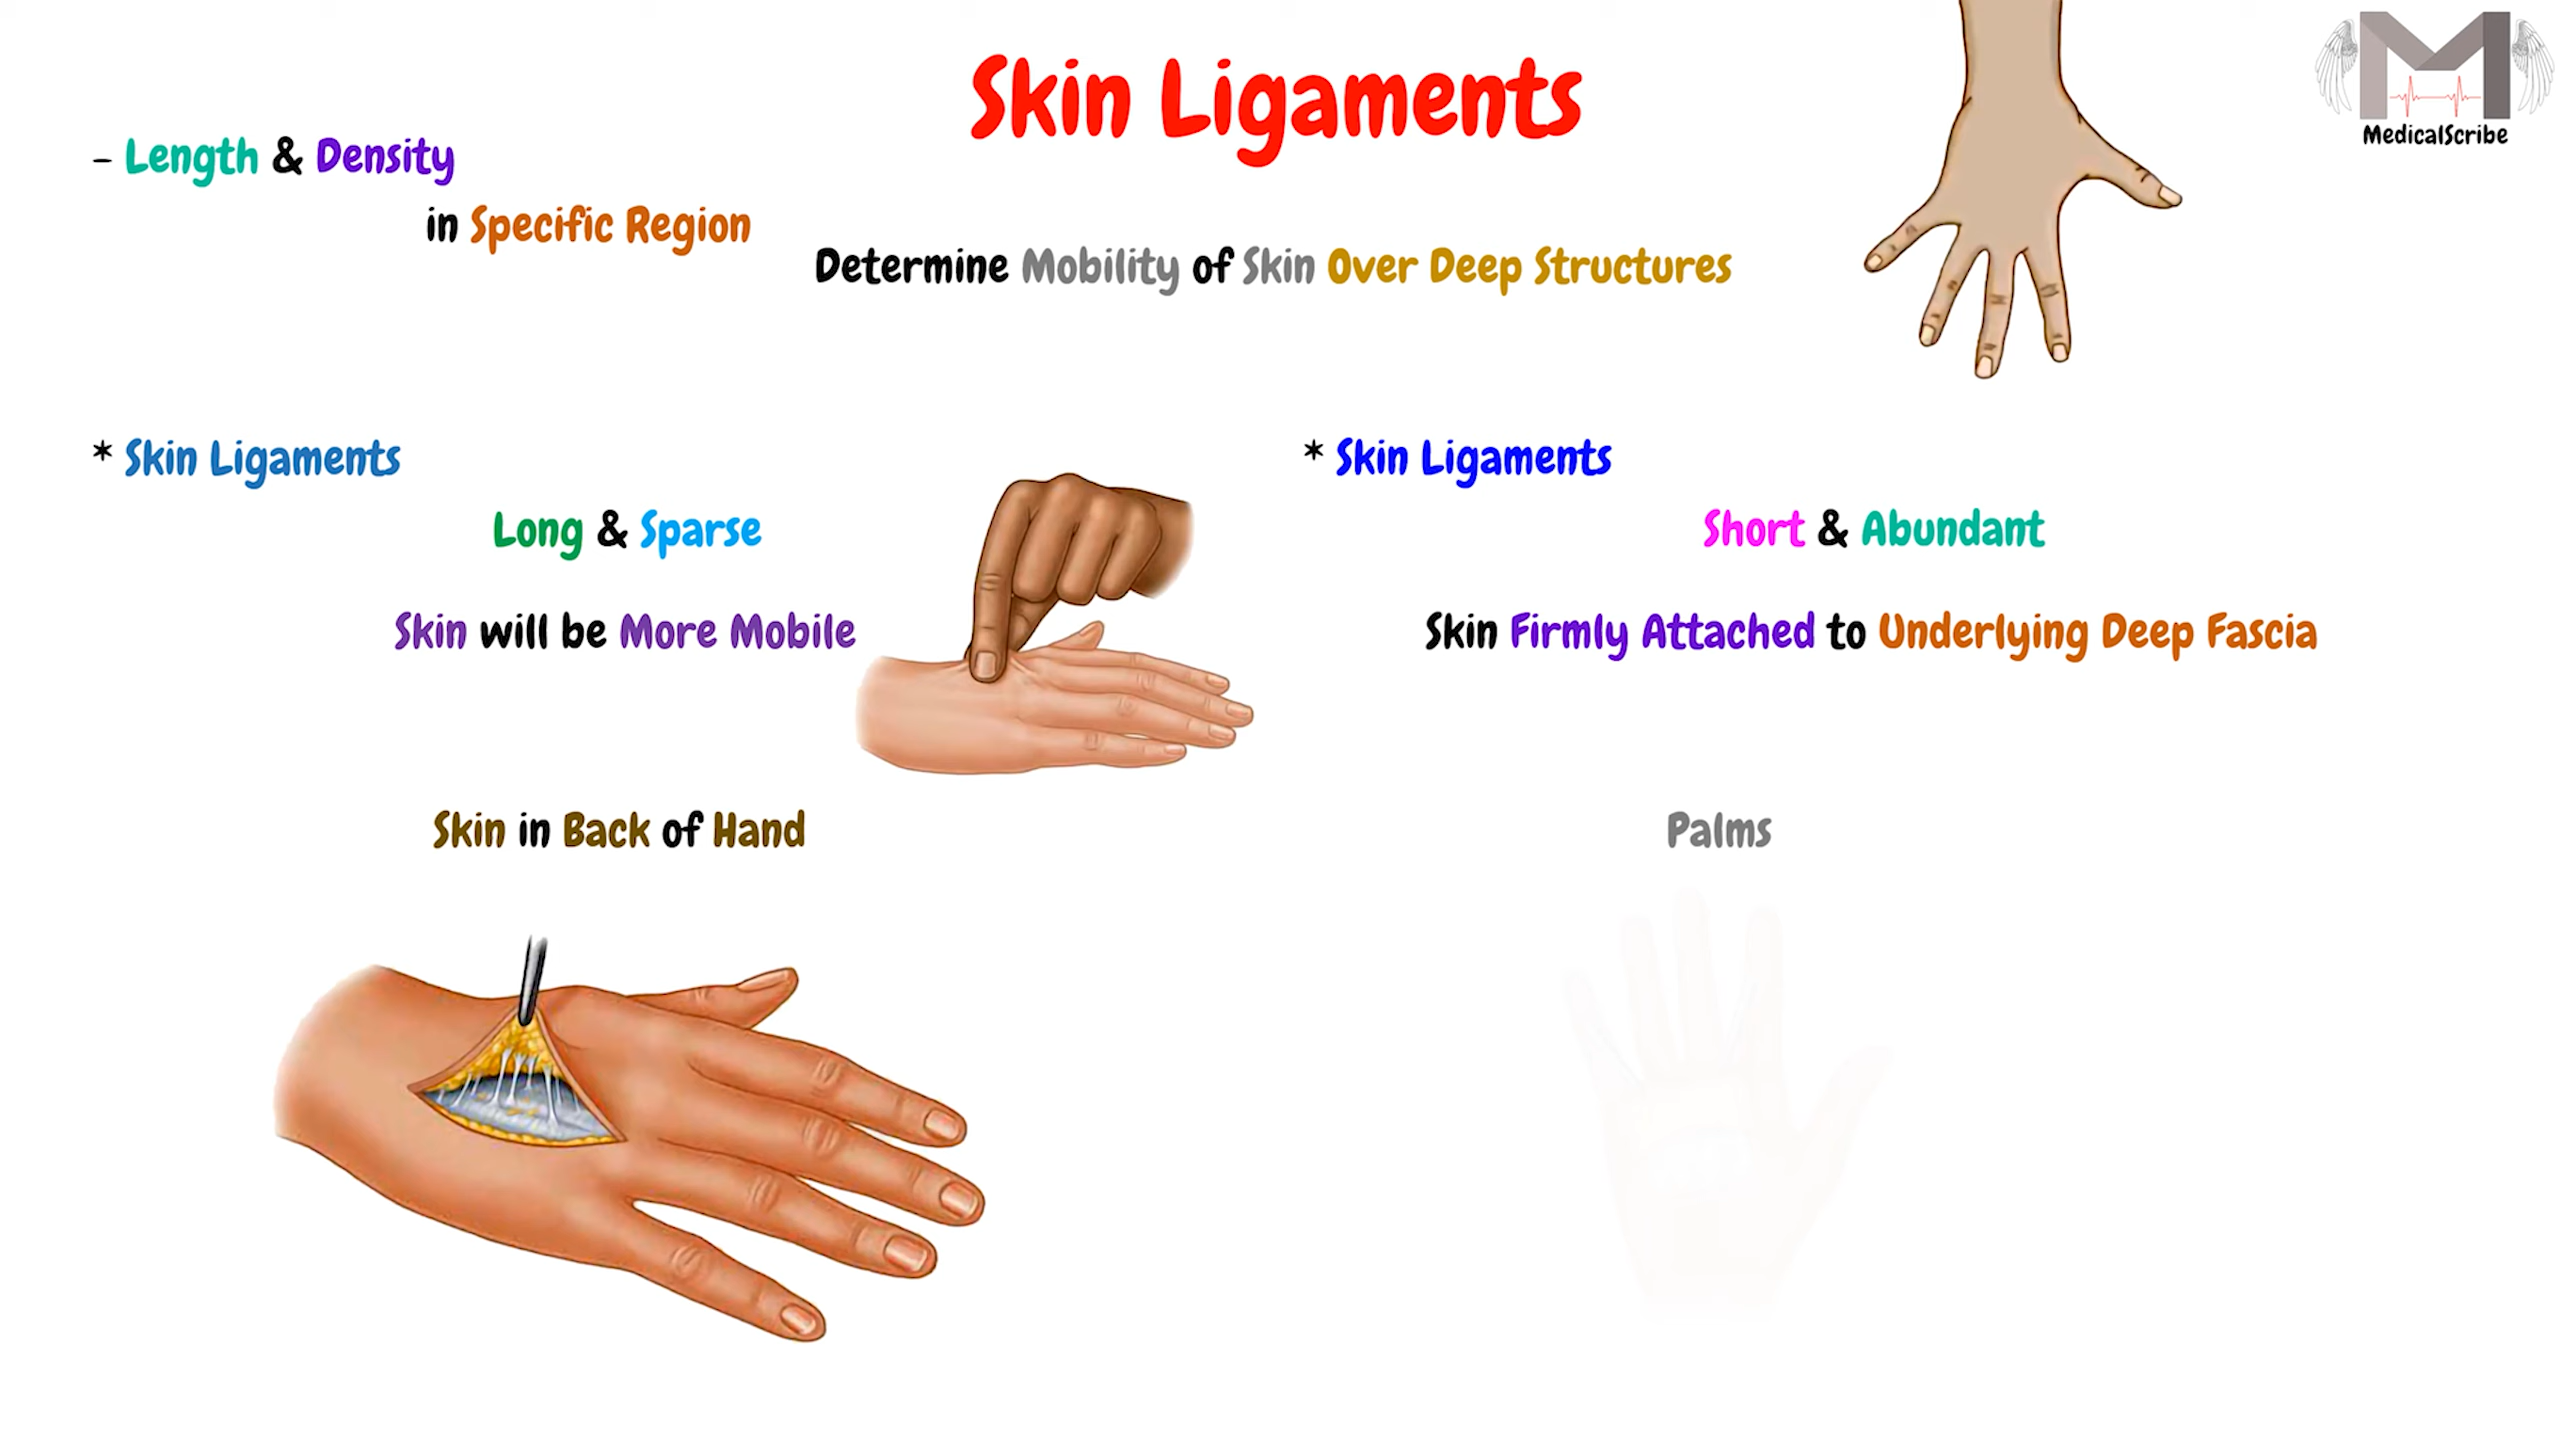 Skin Ligaments
MedicalScribe
- Length & Density
in Specific Region
Determine Mobility of Skin Over Deep Structures
* Skin Ligaments
Long & Sparse
Skin will be More Mobile
Skin in Back of Hand
* Skin Ligaments
Short & Abundant
Skin Firmly Attached to Underlying Deep Fascia
Palms